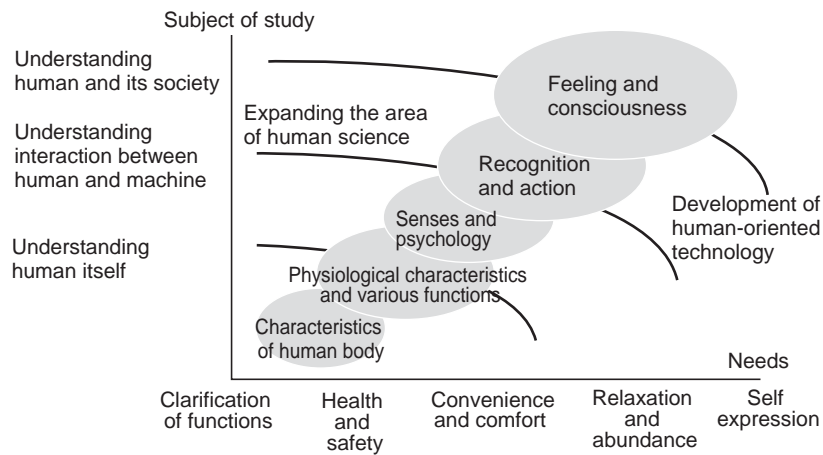 Subject of study
Understanding
human and its society
Feeling and
consciousness
Expanding the area
of human science
Understanding
interaction between
human and machine
Recognition
and action
Development of
human-oriented
technology
Senses and
psychology
Understanding
human itself
Physiological characteristics
and various functions
Characteristics
of human body
Needs
Clarification
of functions
Health
and
safety
Convenience
and comfort
Relaxation
and
abundance
Self
expression